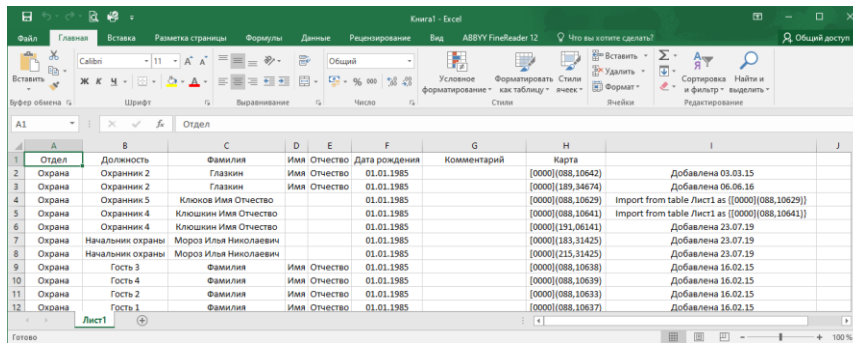 Книга1 - Excel
Файл Главная Вставка Разметка страницы Формулы Данные Рецензирование Вид ABBYY FineReader 12 Что вы хотите сделать? Общий доступ
Вставить
Calibri 11 A A
Ж К Ч
Общий
% 000
Условное форматирование
Форматировать как таблицу
Стили ячеек
Вставить
Удалить
Формат
Сортировка и фильтр
Найти и выделить
Буфер обмена Шрифт Выравнивание Число Стили Ячейки Редактирование
A1 fx Отдел
A B C D E F G H I J
1 Отдел Должность Фамилия Имя Отчество Дата рождения Комментарий Карта
2 Охрана Охранник 2 Глазкин Имя Отчество 01.01.1985 [0000](088,10642) Добавлена 03.03.15
3 Охрана Охранник 2 Глазкин Имя Отчество 01.01.1985 [0000](189,34674) Добавлена 06.06.16
4 Охрана Охранник 5 Клюков Имя Отчество 01.01.1985 [0000](088,10629) Import from table Лист1 as {[0000](088,10629)}
5 Охрана Охранник 4 Клюшкин Имя Отчество 01.01.1985 [0000](088,10641) Import from table Лист1 as {[0000](088,10641)}
6 Охрана Охранник 4 Клюшкин Имя Отчество 01.01.1985 [0000](191,06141) Добавлена 23.07.19
7 Охрана Начальник охраны Мороз Илья Николаевич 01.01.1985 [0000](183,31425) Добавлена 23.07.19
8 Охрана Начальник охраны Мороз Илья Николаевич 01.01.1985 [0000](215,31425) Добавлена 23.07.19
9 Охрана Гость 3 Фамилия Имя Отчество 01.01.1985 [0000](088,10638) Добавлена 16.02.15
10 Охрана Гость 4 Фамилия Имя Отчество 01.01.1985 [0000](088,10639) Добавлена 16.02.15
11 Охрана Гость 2 Фамилия Имя Отчество 01.01.1985 [0000](088,10633) Добавлена 16.02.15
12 Охрана Гость 1 Фамилия Имя Отчество 01.01.1985 [0000](088,10637) Добавлена 16.02.15
Лист1
Готово 100 %